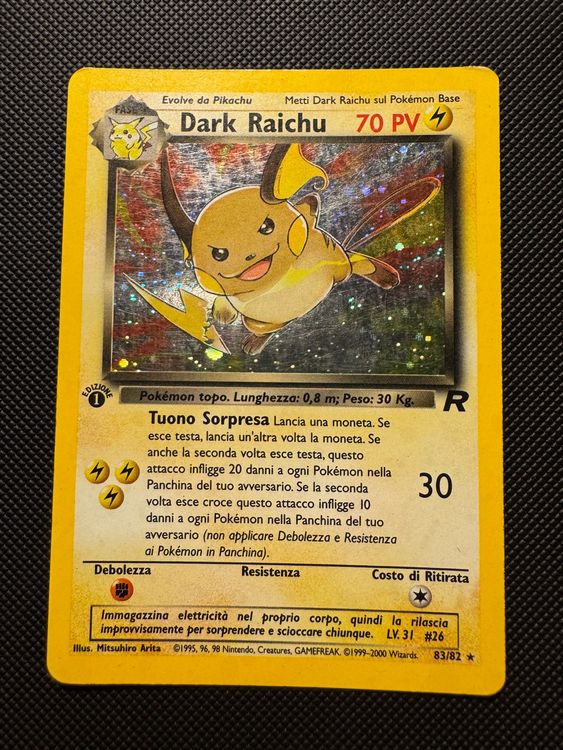 Evolve da Pikachu Metti Dark Raichu sul Pokémon Base
FASE 1
Dark Raichu 70 PV
EDIZIONE
1
Pokémon topo. Lunghezza: 0,8 m; Peso: 30 Kg.
R
Tuono Sorpresa Lancia una moneta. Se
esce testa, lancia un'altra volta la moneta. Se
anche la seconda volta esce testa, questo
attacco infligge 20 danni a ogni Pokémon nella
Panchina del tuo avversario. Se la seconda
volta esce croce questo attacco infligge 10
danni a ogni Pokémon nella Panchina del tuo
avversario (non applicare Debolezza e Resistenza
ai Pokémon in Panchina).
30
Debolezza Resistenza Costo di Ritirata
Immagazzina elettricità nel proprio corpo, quindi la rilascia
improvvisamente per sorprendere e scioccare chiunque. LV. 31 #26
Illus. Mitsuhiro Arita ©1995, 96, 98 Nintendo, Creatures, GAMEFREAK. ©1999-2000 Wizards. 83/82 ★